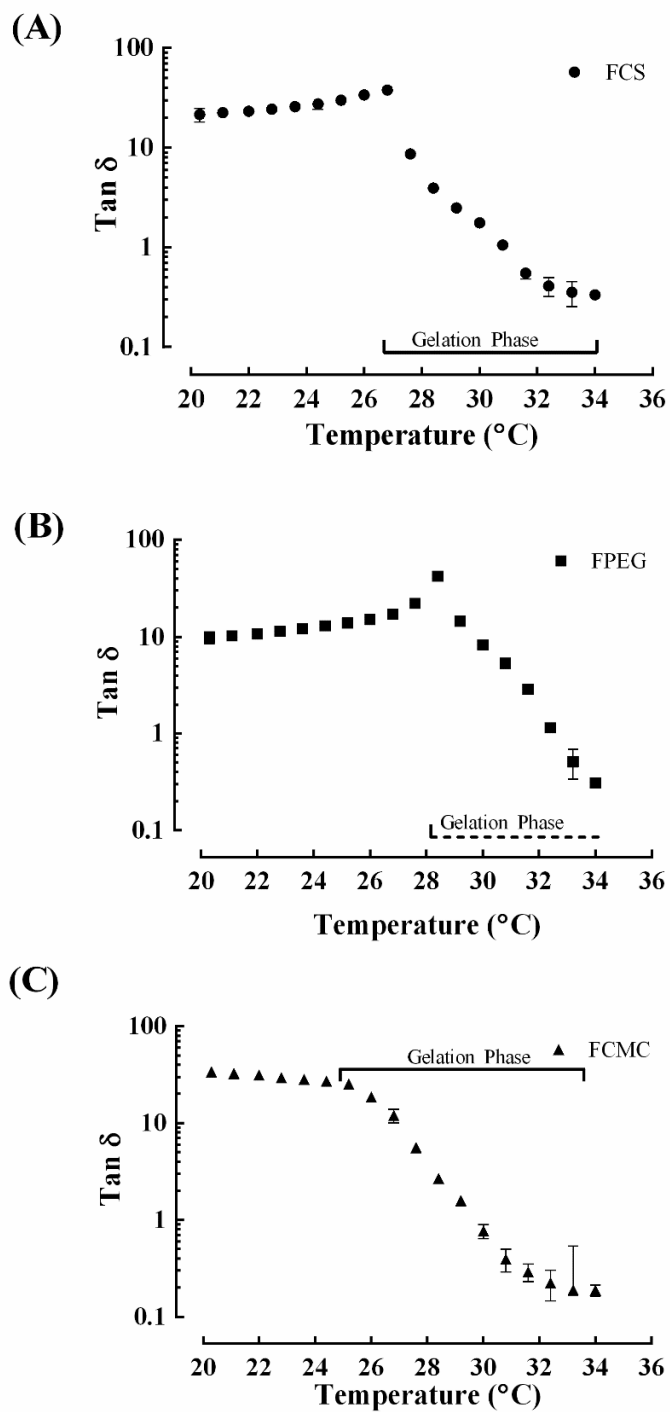 (A)
100
10
1
0.1
Tan δ
FCS
Gelation Phase
20 22 24 26 28 30 32 34 36
Temperature (°C)
(B)
100
10
1
0.1
Tan δ
FPEG
Gelation Phase
20 22 24 26 28 30 32 34 36
Temperature (°C)
(C)
100
10
1
0.1
Tan δ
Gelation Phase
FCMC
20 22 24 26 28 30 32 34 36
Temperature (°C)